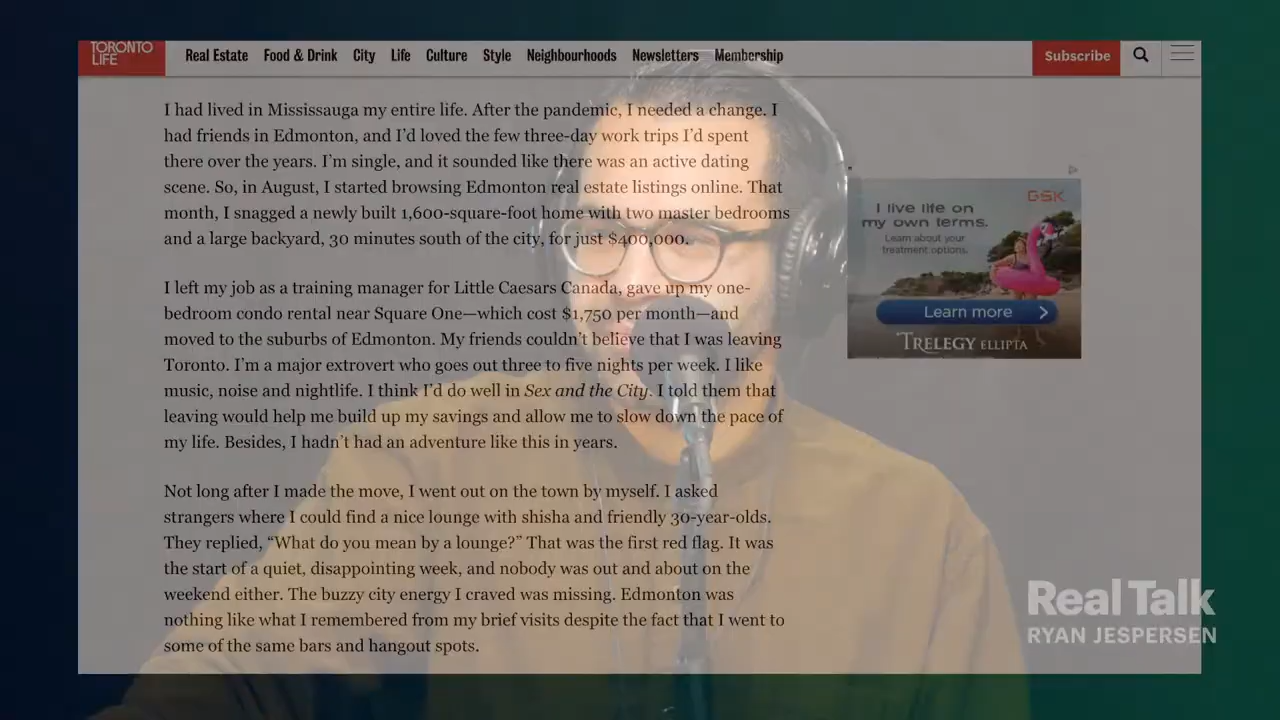 TORONTO
LIFE
Real Estate Food & Drink City Life Culture Style Neighbourhoods Newsletters Membership
Subscribe
I had lived in Mississauga my entire life. After the pandemic, I needed a change. I
had friends in Edmonton, and I’d loved the few three-day work trips I’d spent
there over the years. I’m single, and it sounded like there was an active dating
scene. So, in August, I started browsing Edmonton real estate listings online. That
month, I snagged a newly built 1,600-square-foot home with two master bedrooms
and a large backyard, 30 minutes south of the city, for just $400,000.
I left my job as a training manager for Little Caesars Canada, gave up my one-
bedroom condo rental near Square One—which cost $1,750 per month—and
moved to the suburbs of Edmonton. My friends couldn’t believe that I was leaving
Toronto. I’m a major extrovert who goes out three to five nights per week. I like
music, noise and nightlife. I think I’d do well in Sex and the City. I told them that
leaving would help me build up my savings and allow me to slow down the pace of
my life. Besides, I hadn’t had an adventure like this in years.
Not long after I made the move, I went out on the town by myself. I asked
strangers where I could find a nice lounge with shisha and friendly 30-year-olds.
They replied, “What do you mean by a lounge?” That was the first red flag. It was
the start of a quiet, disappointing week, and nobody was out and about on the
weekend either. The buzzy city energy I craved was missing. Edmonton was
nothing like what I remembered from my brief visits despite the fact that I went to
some of the same bars and hangout spots.
GSK
I live life on
my own terms.
Learn about your
treatment options.
Learn more
TRELEGY ELLIPTA
Real Talk
RYAN JESPERSEN